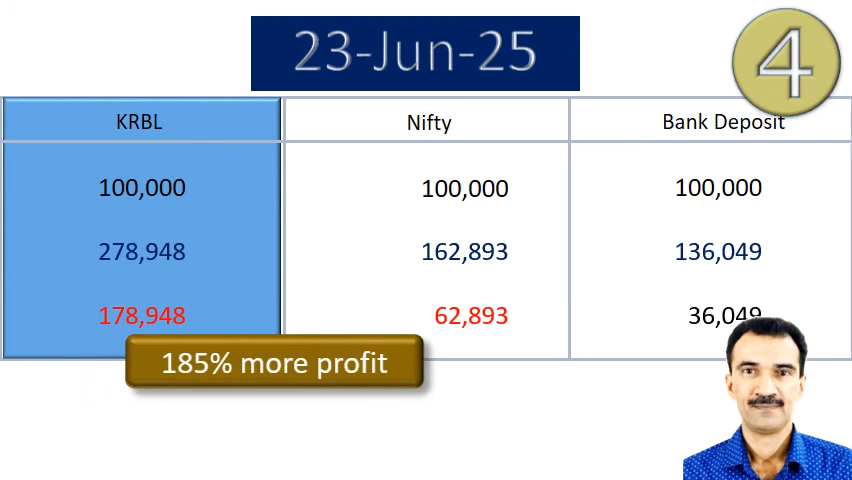 23-Jun-25
4
KRBL Nifty Bank Deposit
100,000 100,000 100,000
278,948 162,893 136,049
178,948 62,893 36,049
185% more profit